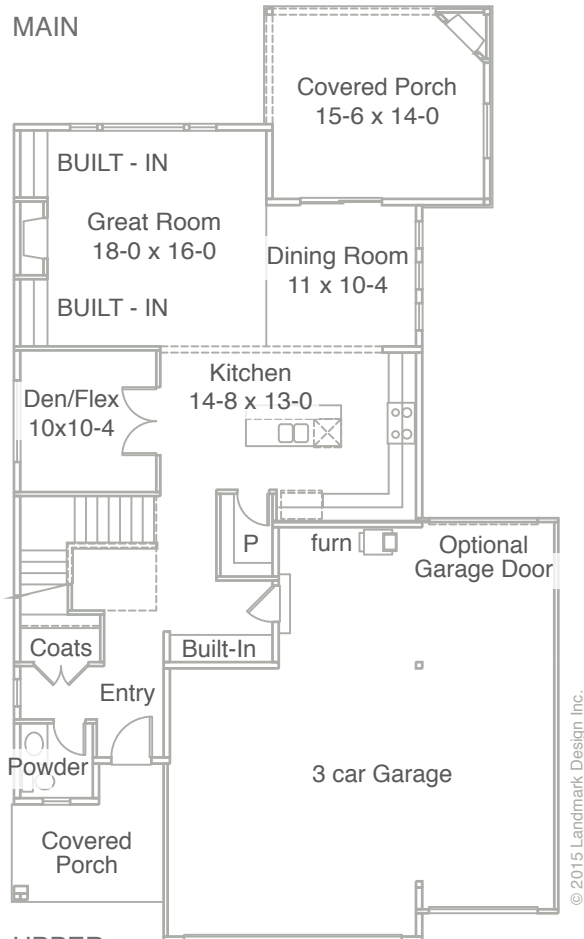 MAIN
Covered Porch
15-6 x 14-0
BUILT - IN
Great Room
18-0 x 16-0
Dining Room
11 x 10-4
BUILT - IN
Kitchen
14-8 x 13-0
Den/Flex
10x10-4
P
furn
Optional
Garage Door
Coats
Built-In
Entry
Powder
3 car Garage
Covered
Porch
© 2015 Landmark Design Inc.
UPPER